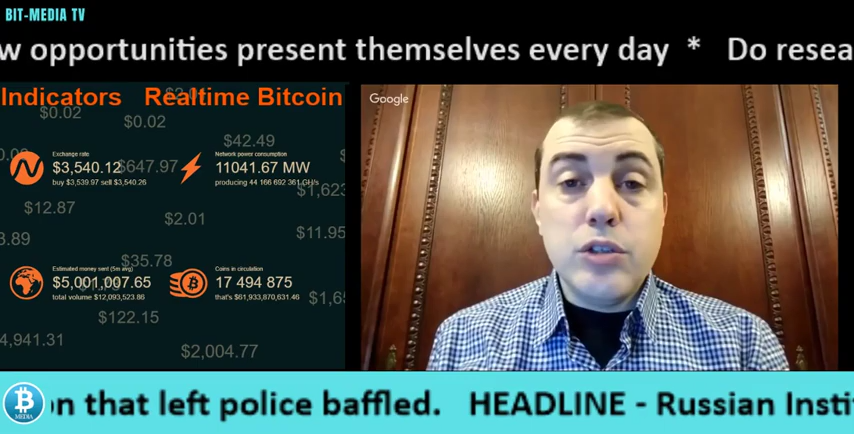 BIT-MEDIA TV
w opportunities present themselves every day * Do resea
Indicators Realtime Bitcoin
Google
$0.02
$0.02
$42.49
Exchange rate
$3,540.12
buy $3,539.97 sell $3,540.26
$647.97
Network power consumption
11041.67 MW
producing 44 166 692 361 GH/s
$1,623
$12.87
$2.01
3.89
$11.95
$35.78
Estimated money sent (5m avg)
$5,001,097.65
total volume $12,093,523.86
Coins in circulation
17 494 875
that's $61,933,870,631.46
$1,65
$122.15
4,941.31
$2,004.77
BMEDIA
on that left police baffled. HEADLINE - Russian Insti